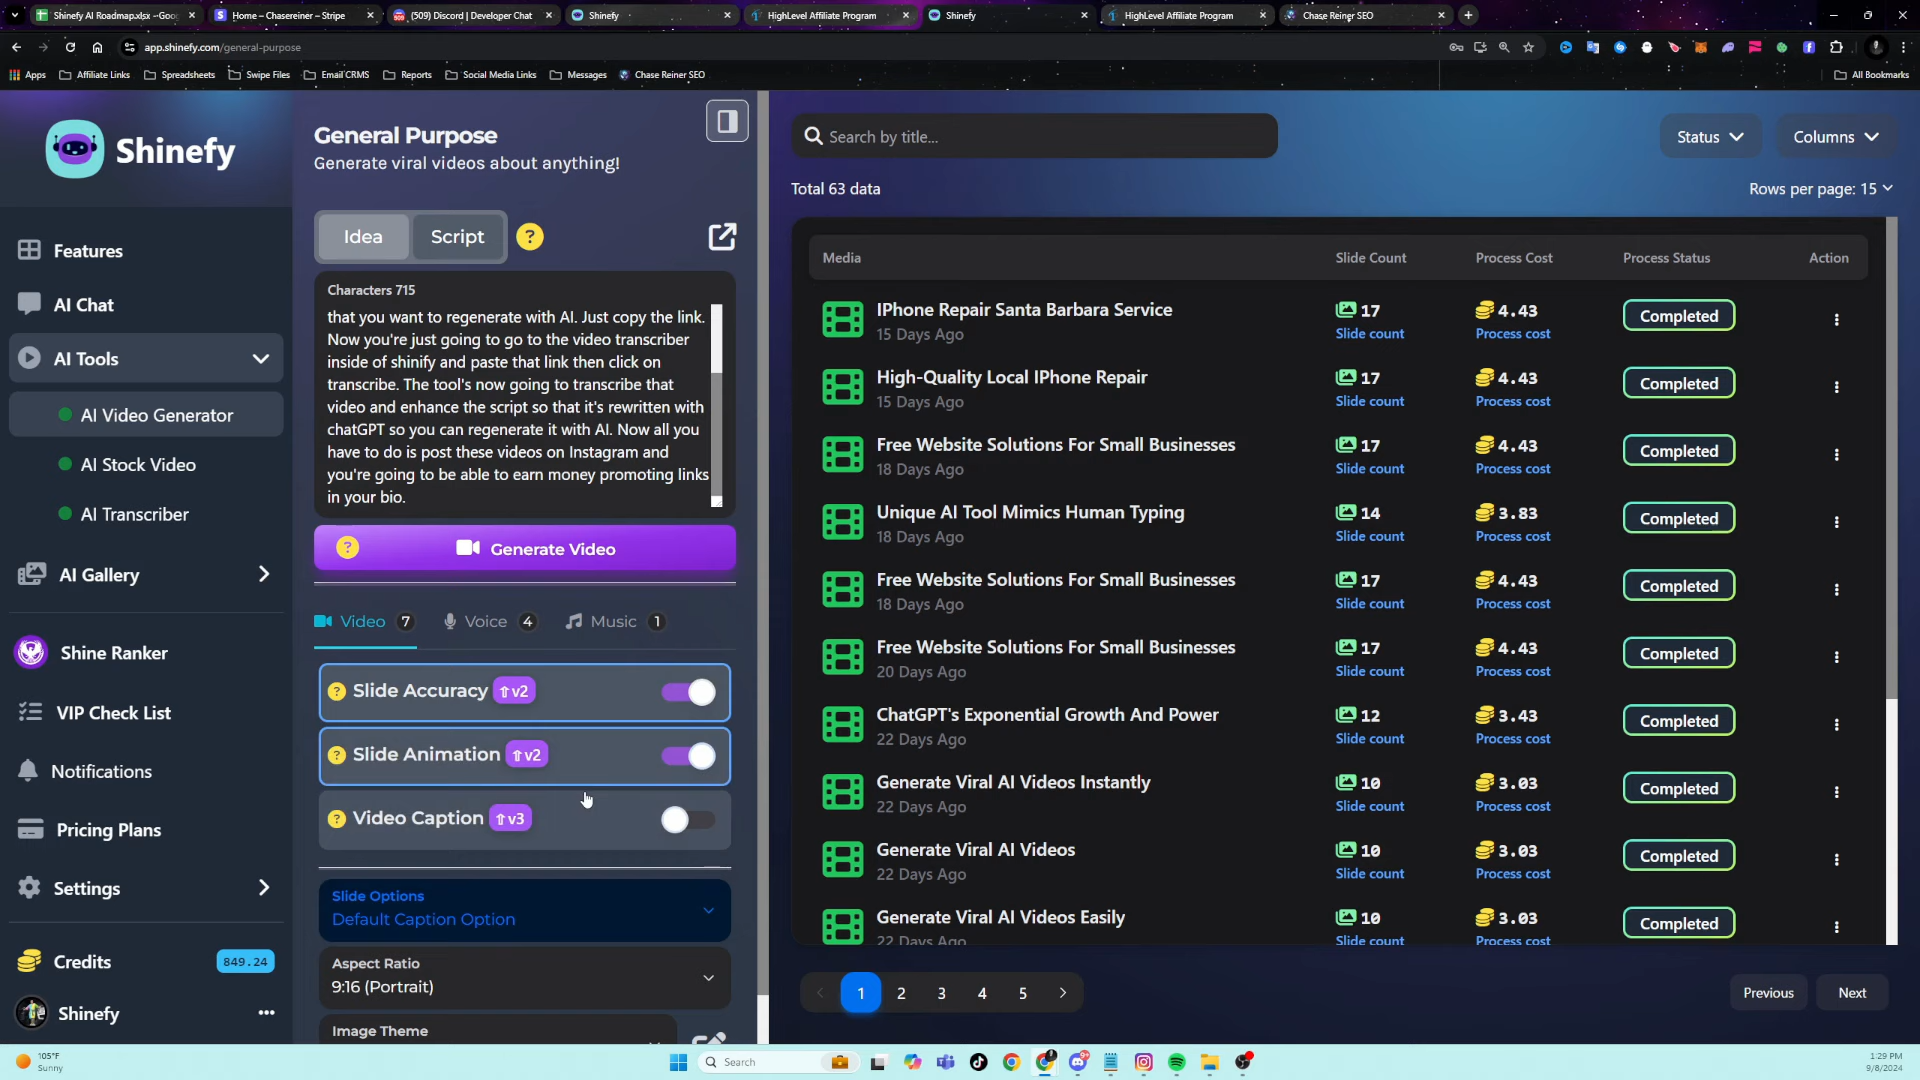 Shinefy AI Roadmap.xlsx - Goo
Home – Chasereiner – Stripe
(509) Discord | Developer Chat
Shinefy
HighLevel Affiliate Program
Shinefy
HighLevel Affiliate Program
Chase Reiner SEO
app.shinefy.com/general-purpose
Apps
Affiliate Links
Spreadsheets
Swipe Files
Email CRMS
Reports
Social Media Links
Messages
Chase Reiner SEO
All Bookmarks
Shinefy
Features
AI Chat
AI Tools
AI Video Generator
AI Stock Video
AI Transcriber
AI Gallery
Shine Ranker
VIP Check List
Notifications
Pricing Plans
Settings
Credits 849.24
Shinefy
General Purpose
Generate viral videos about anything!
Idea Script ?
Characters 715
that you want to regenerate with AI. Just copy the link.
Now you're just going to go to the video transcriber
inside of shinify and paste that link then click on
transcribe. The tool's now going to transcribe that
video and enhance the script so that it's rewritten with
chatGPT so you can regenerate it with AI. Now all you
have to do is post these videos on Instagram and
you're going to be able to earn money promoting links
in your bio.
? Generate Video
Video 7 Voice 4 Music 1
? Slide Accuracy ⇧v2
? Slide Animation ⇧v2
? Video Caption ⇧v3
Slide Options
Default Caption Option
Aspect Ratio
9:16 (Portrait)
Image Theme
Search by title...
Status
Columns
Total 63 data
Rows per page: 15
Media Slide Count Process Cost Process Status Action
IPhone Repair Santa Barbara Service 17 4.43 Completed
15 Days Ago Slide count Process cost
High-Quality Local IPhone Repair 17 4.43 Completed
15 Days Ago Slide count Process cost
Free Website Solutions For Small Businesses 17 4.43 Completed
18 Days Ago Slide count Process cost
Unique AI Tool Mimics Human Typing 14 3.83 Completed
18 Days Ago Slide count Process cost
Free Website Solutions For Small Businesses 17 4.43 Completed
18 Days Ago Slide count Process cost
Free Website Solutions For Small Businesses 17 4.43 Completed
20 Days Ago Slide count Process cost
ChatGPT's Exponential Growth And Power 12 3.43 Completed
22 Days Ago Slide count Process cost
Generate Viral AI Videos Instantly 10 3.03 Completed
22 Days Ago Slide count Process cost
Generate Viral AI Videos 10 3.03 Completed
22 Days Ago Slide count Process cost
Generate Viral AI Videos Easily 10 3.03 Completed
22 Days Ago Slide count Process cost
1 2 3 4 5
Previous Next
105°F
Sunny
Search
1:29 PM
9/8/2024